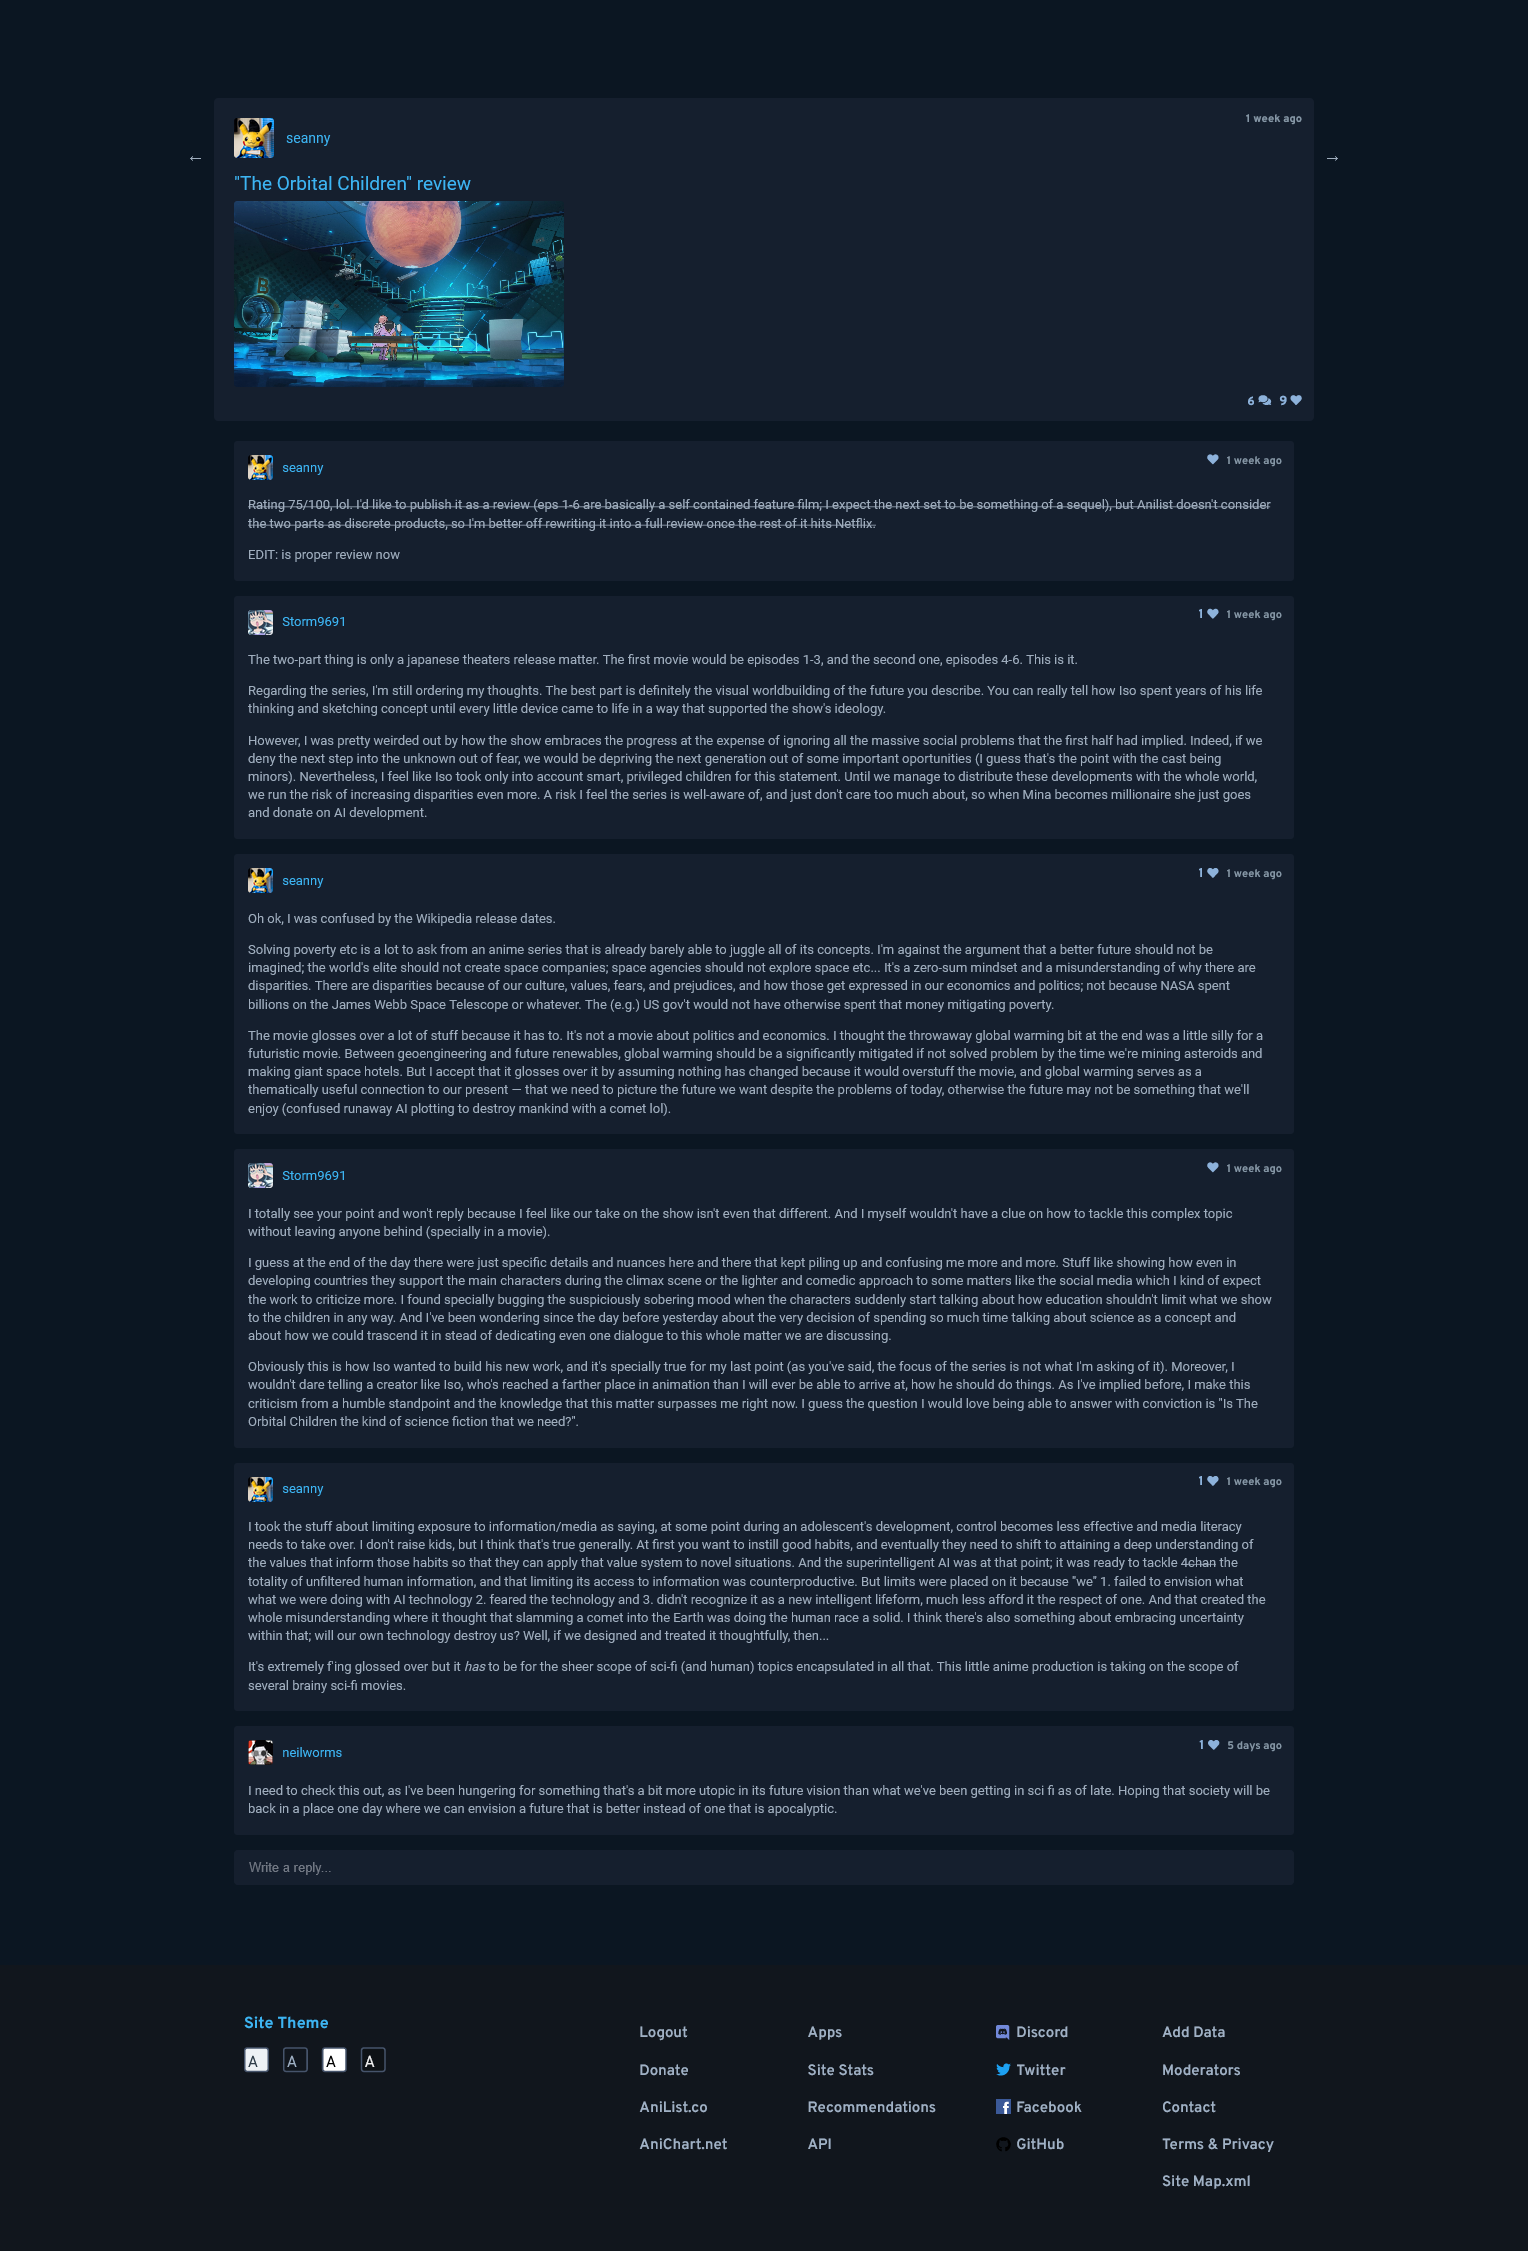 1 week ago
seanny
←
→
"The Orbital Children" review
B
6 9
seanny
1 week ago
Rating 75/100, lol. I'd like to publish it as a review (eps 1-6 are basically a self contained feature film; I expect the next set to be something of a sequel), but Anilist doesn't consider
the two parts as discrete products, so I'm better off rewriting it into a full review once the rest of it hits Netflix.
EDIT: is proper review now
Storm9691
1 1 week ago
The two-part thing is only a japanese theaters release matter. The first movie would be episodes 1-3, and the second one, episodes 4-6. This is it.
Regarding the series, I'm still ordering my thoughts. The best part is definitely the visual worldbuilding of the future you describe. You can really tell how Iso spent years of his life
thinking and sketching concept until every little device came to life in a way that supported the show's ideology.
However, I was pretty weirded out by how the show embraces the progress at the expense of ignoring all the massive social problems that the first half had implied. Indeed, if we
deny the next step into the unknown out of fear, we would be depriving the next generation out of some important oportunities (I guess that's the point with the cast being
minors). Nevertheless, I feel like Iso took only into account smart, privileged children for this statement. Until we manage to distribute these developments with the whole world,
we run the risk of increasing disparities even more. A risk I feel the series is well-aware of, and just don't care too much about, so when Mina becomes millionaire she just goes
and donate on AI development.
seanny
1 1 week ago
Oh ok, I was confused by the Wikipedia release dates.
Solving poverty etc is a lot to ask from an anime series that is already barely able to juggle all of its concepts. I'm against the argument that a better future should not be
imagined; the world's elite should not create space companies; space agencies should not explore space etc... It's a zero-sum mindset and a misunderstanding of why there are
disparities. There are disparities because of our culture, values, fears, and prejudices, and how those get expressed in our economics and politics; not because NASA spent
billions on the James Webb Space Telescope or whatever. The (e.g.) US gov't would not have otherwise spent that money mitigating poverty.
The movie glosses over a lot of stuff because it has to. It's not a movie about politics and economics. I thought the throwaway global warming bit at the end was a little silly for a
futuristic movie. Between geoengineering and future renewables, global warming should be a significantly mitigated if not solved problem by the time we're mining asteroids and
making giant space hotels. But I accept that it glosses over it by assuming nothing has changed because it would overstuff the movie, and global warming serves as a
thematically useful connection to our present — that we need to picture the future we want despite the problems of today, otherwise the future may not be something that we'll
enjoy (confused runaway AI plotting to destroy mankind with a comet lol).
Storm9691
1 week ago
I totally see your point and won't reply because I feel like our take on the show isn't even that different. And I myself wouldn't have a clue on how to tackle this complex topic
without leaving anyone behind (specially in a movie).
I guess at the end of the day there were just specific details and nuances here and there that kept piling up and confusing me more and more. Stuff like showing how even in
developing countries they support the main characters during the climax scene or the lighter and comedic approach to some matters like the social media which I kind of expect
the work to criticize more. I found specially bugging the suspiciously sobering mood when the characters suddenly start talking about how education shouldn't limit what we show
to the children in any way. And I've been wondering since the day before yesterday about the very decision of spending so much time talking about science as a concept and
about how we could trascend it in stead of dedicating even one dialogue to this whole matter we are discussing.
Obviously this is how Iso wanted to build his new work, and it's specially true for my last point (as you've said, the focus of the series is not what I'm asking of it). Moreover, I
wouldn't dare telling a creator like Iso, who's reached a farther place in animation than I will ever be able to arrive at, how he should do things. As I've implied before, I make this
criticism from a humble standpoint and the knowledge that this matter surpasses me right now. I guess the question I would love being able to answer with conviction is "Is The
Orbital Children the kind of science fiction that we need?".
seanny
1 1 week ago
I took the stuff about limiting exposure to information/media as saying, at some point during an adolescent's development, control becomes less effective and media literacy
needs to take over. I don't raise kids, but I think that's true generally. At first you want to instill good habits, and eventually they need to shift to attaining a deep understanding of
the values that inform those habits so that they can apply that value system to novel situations. And the superintelligent AI was at that point; it was ready to tackle 4chan the
totality of unfiltered human information, and that limiting its access to information was counterproductive. But limits were placed on it because "we" 1. failed to envision what
what we were doing with AI technology 2. feared the technology and 3. didn't recognize it as a new intelligent lifeform, much less afford it the respect of one. And that created the
whole misunderstanding where it thought that slamming a comet into the Earth was doing the human race a solid. I think there's also something about embracing uncertainty
within that; will our own technology destroy us? Well, if we designed and treated it thoughtfully, then...
It's extremely f'ing glossed over but it has to be for the sheer scope of sci-fi (and human) topics encapsulated in all that. This little anime production is taking on the scope of
several brainy sci-fi movies.
neilworms
1 5 days ago
I need to check this out, as I've been hungering for something that's a bit more utopic in its future vision than what we've been getting in sci fi as of late. Hoping that society will be
back in a place one day where we can envision a future that is better instead of one that is apocalyptic.
Write a reply...
Site Theme
A A A A
Logout
Donate
AniList.co
AniChart.net
Apps
Site Stats
Recommendations
API
Discord
Twitter
Facebook
GitHub
Add Data
Moderators
Contact
Terms & Privacy
Site Map.xml